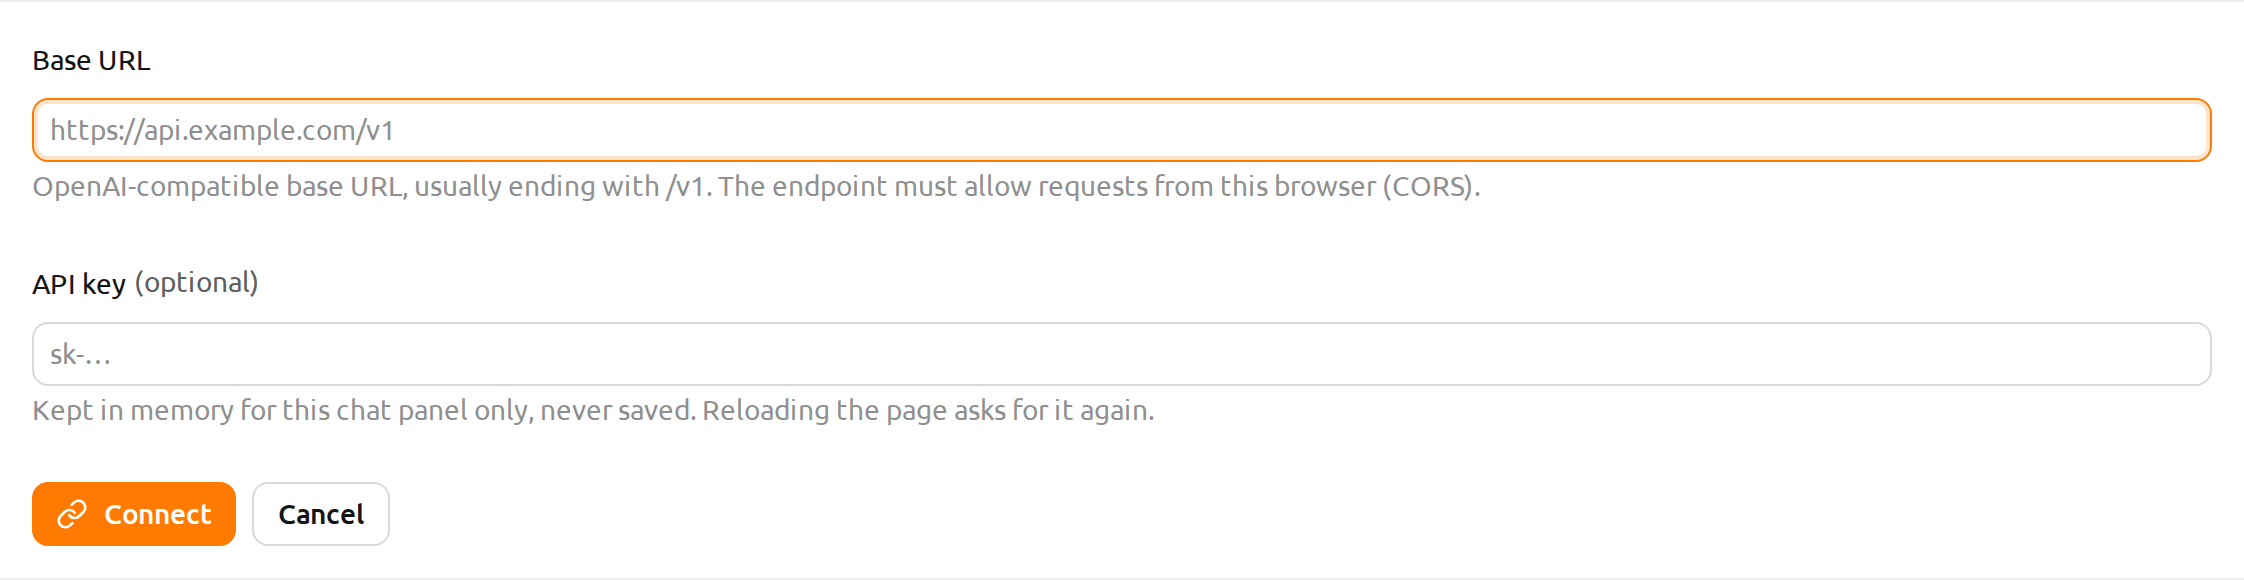 Base URL
https://api.example.com/v1
OpenAI-compatible base URL, usually ending with /v1. The endpoint must allow requests from this browser (CORS).
API key (optional)
sk-...
Kept in memory for this chat panel only, never saved. Reloading the page asks for it again.
Connect
Cancel